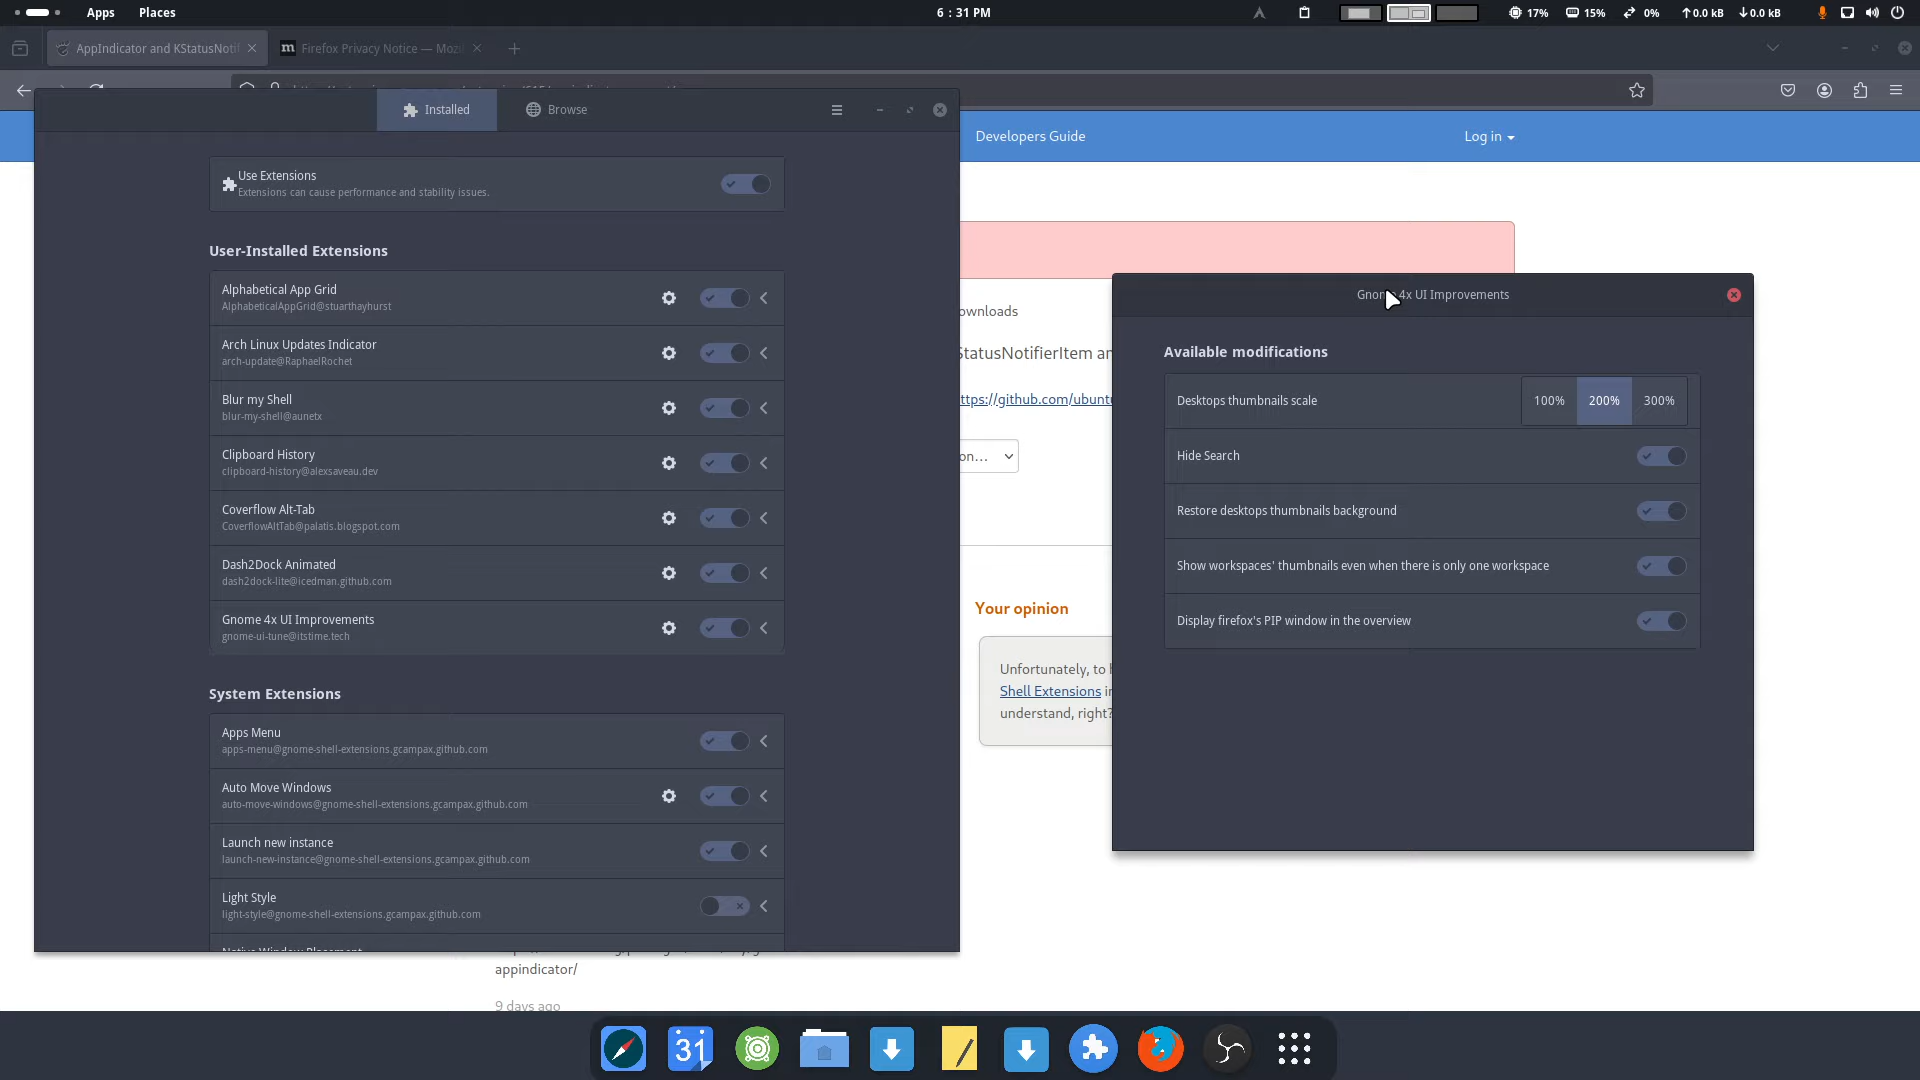 Apps Places 6 : 31 PM 17% 15% 0% 0.0 kB 0.0 kB
AppIndicator and KStatusNotif Firefox Privacy Notice — Mozi
Installed Browse
Developers Guide Log in
Use Extensions
Extensions can cause performance and stability issues.
User-Installed Extensions
Alphabetical App Grid
AlphabeticalAppGrid@stuarthayhurst
Arch Linux Updates Indicator
arch-update@RaphaelRochet
Blur my Shell
blur-my-shell@aunetx
Clipboard History
clipboard-history@alexsaveau.dev
Coverflow Alt-Tab
CoverflowAltTab@palatis.blogspot.com
Dash2Dock Animated
dash2dock-lite@icedman.github.com
Gnome 4x UI Improvements
gnome-ui-tune@itstime.tech
System Extensions
Apps Menu
apps-menu@gnome-shell-extensions.gcampax.github.com
Auto Move Windows
auto-move-windows@gnome-shell-extensions.gcampax.github.com
Launch new instance
launch-new-instance@gnome-shell-extensions.gcampax.github.com
Light Style
light-style@gnome-shell-extensions.gcampax.github.com
Native Window Placement
ownloads
StatusNotifierItem an
ttps://github.com/ubuntu
on...
Your opinion
Unfortunately, to h
Shell Extensions in
understand, right?
appindicator/
9 days ago
Gnome 4x UI Improvements
Available modifications
Desktops thumbnails scale 100% 200% 300%
Hide Search
Restore desktops thumbnails background
Show workspaces' thumbnails even when there is only one workspace
Display firefox's PIP window in the overview
31